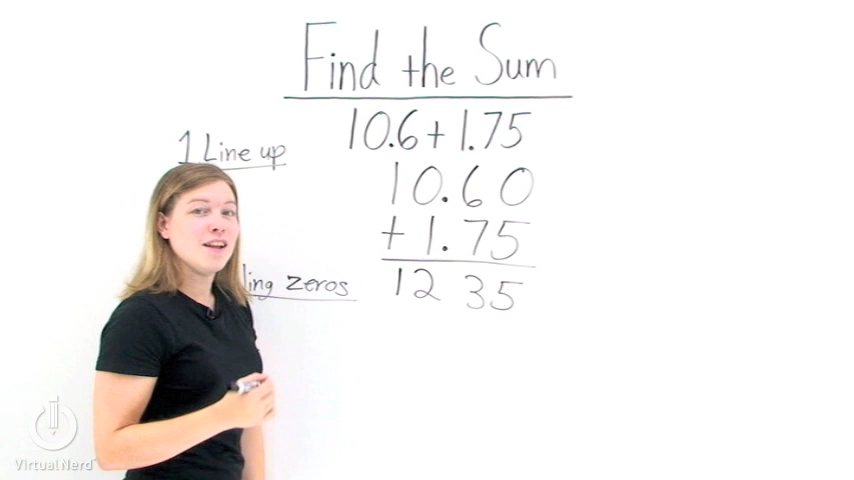 Find the Sum
10.6+1.75
1 Line up
10.60
+ 1.75
12 35
zeros
VirtualNerd